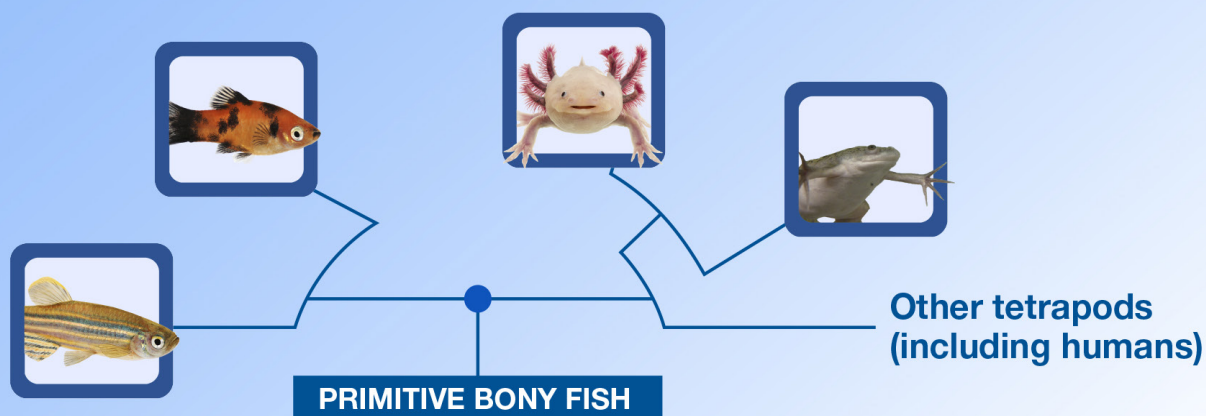 Other tetrapods
(including humans)
PRIMITIVE BONY FISH